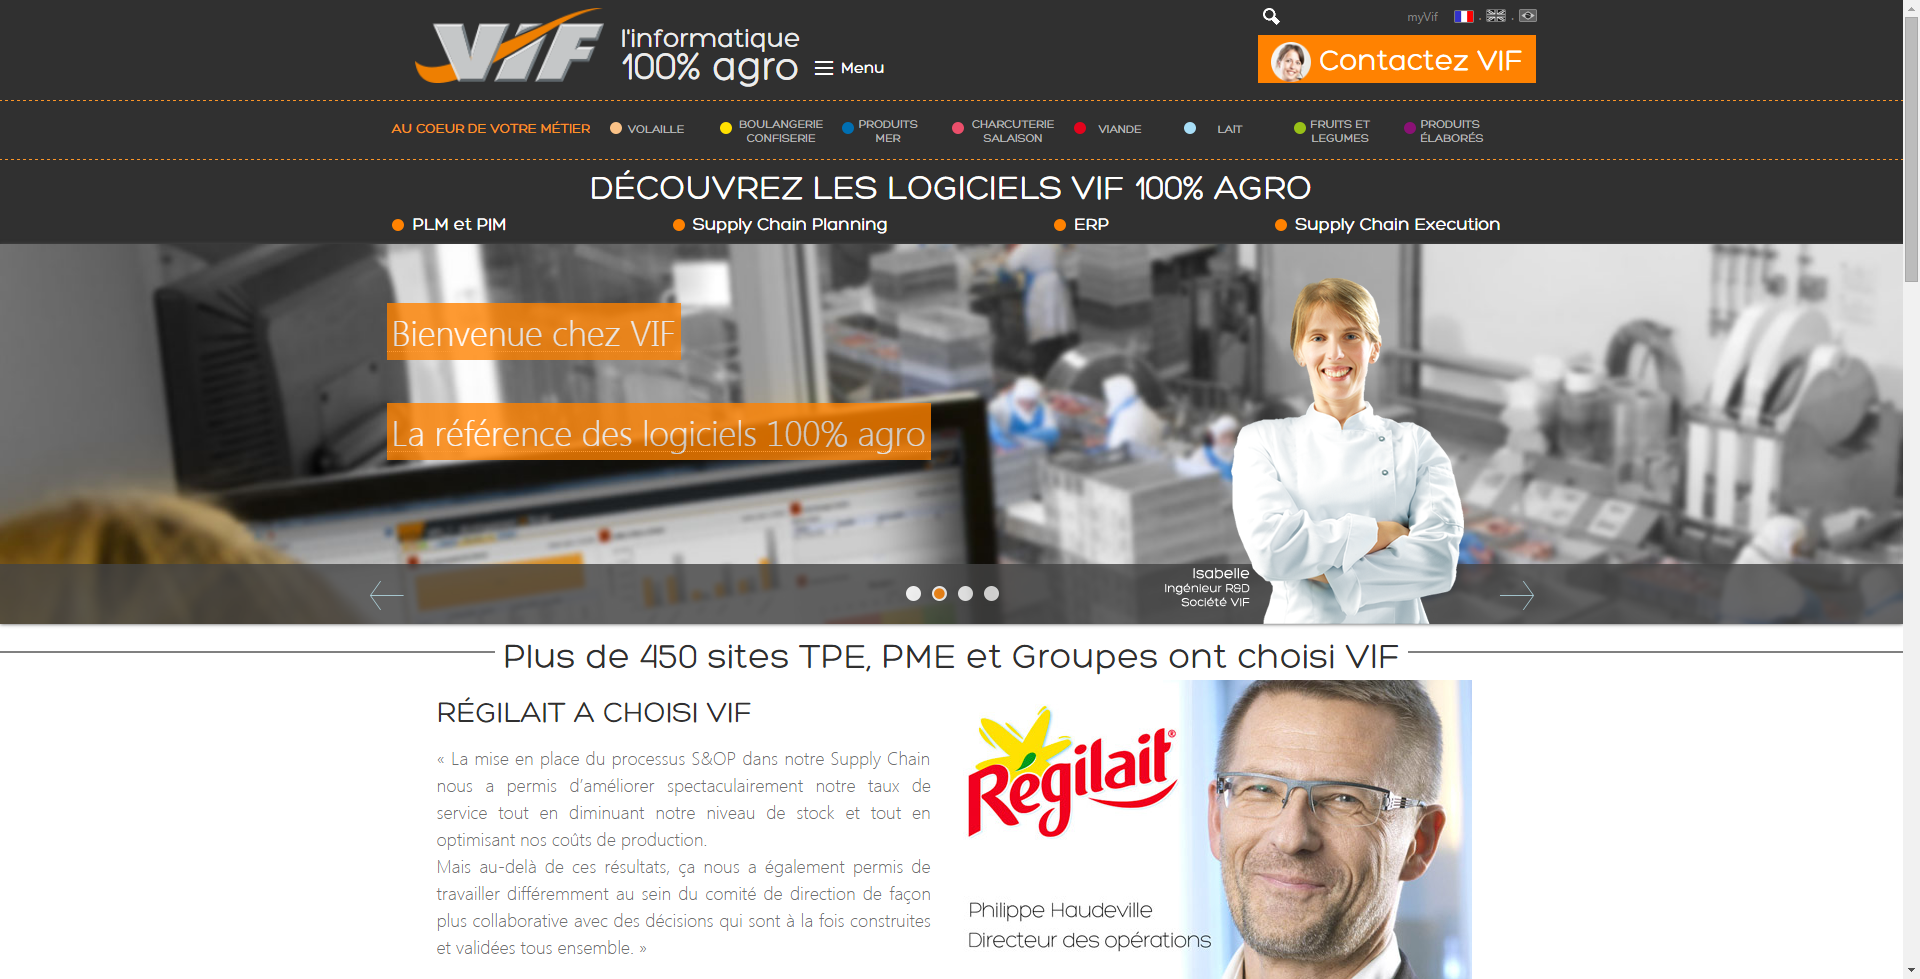 VIF
l'informatique
100% agro
Menu
myVif
Contactez VIF
AU COEUR DE VOTRE MÉTIER
VOLAILLE
BOULANGERIE
CONFISERIE
PRODUITS
MER
CHARCUTERIE
SALAISON
VIANDE
LAIT
FRUITS ET
LEGUMES
PRODUITS
ÉLABORÉS
DÉCOUVREZ LES LOGICIELS VIF 100% AGRO
PLM et PIM
Supply Chain Planning
ERP
Supply Chain Execution
Bienvenue chez VIF
La référence des logiciels 100% agro
Isabelle
Ingénieur R&D
Société VIF
Plus de 450 sites TPE, PME et Groupes ont choisi VIF
RÉGILAIT A CHOISI VIF
« La mise en place du processus S&OP dans notre Supply Chain
nous a permis d'améliorer spectaculairement notre taux de
service tout en diminuant notre niveau de stock et tout en
optimisant nos coûts de production.
Mais au-delà de ces résultats, ça nous a également permis de
travailler différemment au sein du comité de direction de façon
plus collaborative avec des décisions qui sont à la fois construites
et validées tous ensemble. »
Régilait®
Philippe Haudeville
Directeur des opérations